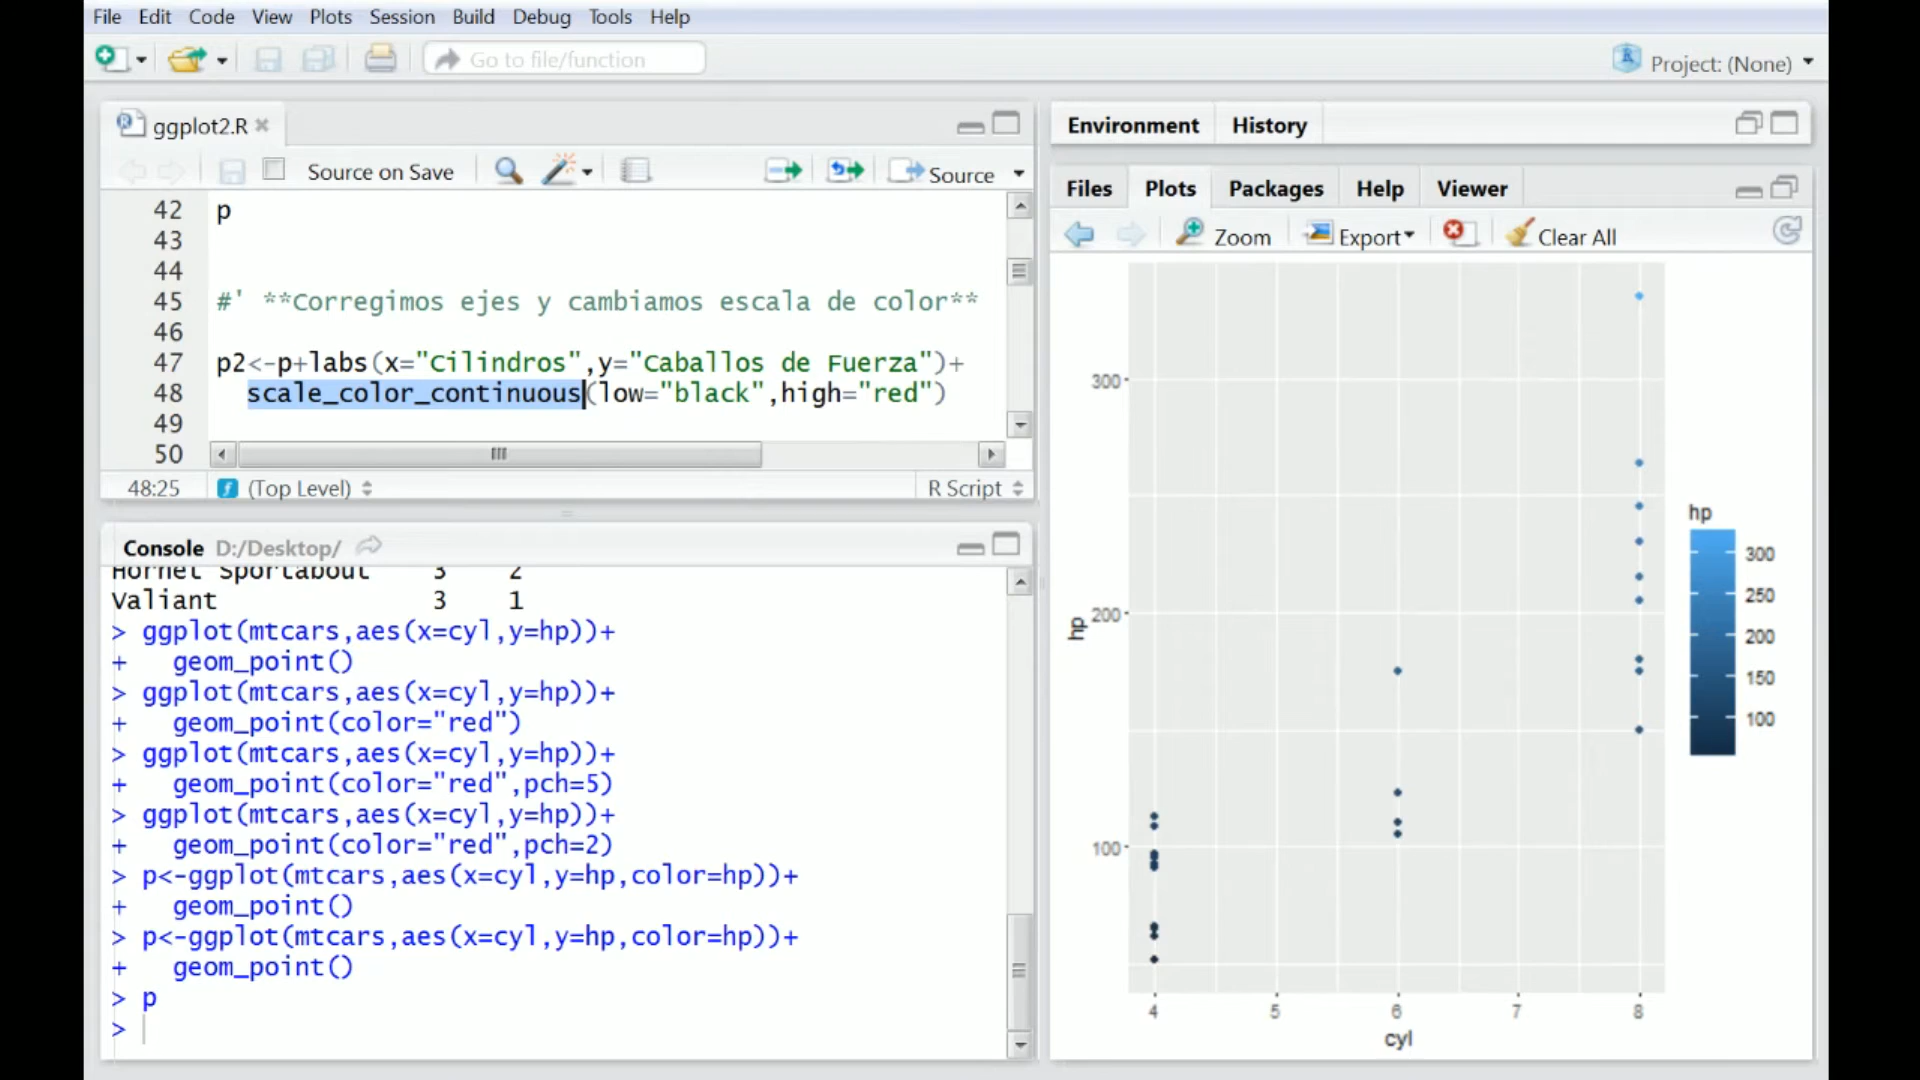 File Edit Code View Plots Session Build Debug Tools Help
Go to file/function
Project: (None)
ggplot2.R
Source on Save
Source
42 p
43
44
45 #' **Corregimos ejes y cambiamos escala de color**
46
47 p2<-p+labs(x="Cilindros",y="Caballos de Fuerza")+
48 scale_color_continuous(low="black",high="red")
49
50
48:25 (Top Level) R Script
Console D:/Desktop/
Hornet Sportabout 3 2
Valiant 3 1
> ggplot(mtcars,aes(x=cyl,y=hp))+
+ geom_point()
> ggplot(mtcars,aes(x=cyl,y=hp))+
+ geom_point(color="red")
> ggplot(mtcars,aes(x=cyl,y=hp))+
+ geom_point(color="red",pch=5)
> ggplot(mtcars,aes(x=cyl,y=hp))+
+ geom_point(color="red",pch=2)
> p<-ggplot(mtcars,aes(x=cyl,y=hp,color=hp))+
+ geom_point()
> p<-ggplot(mtcars,aes(x=cyl,y=hp,color=hp))+
+ geom_point()
> p
>
Environment History
Files Plots Packages Help Viewer
Zoom Export Clear All
300
200
100
hp
4 5 6 7 8
cyl
hp
300
250
200
150
100